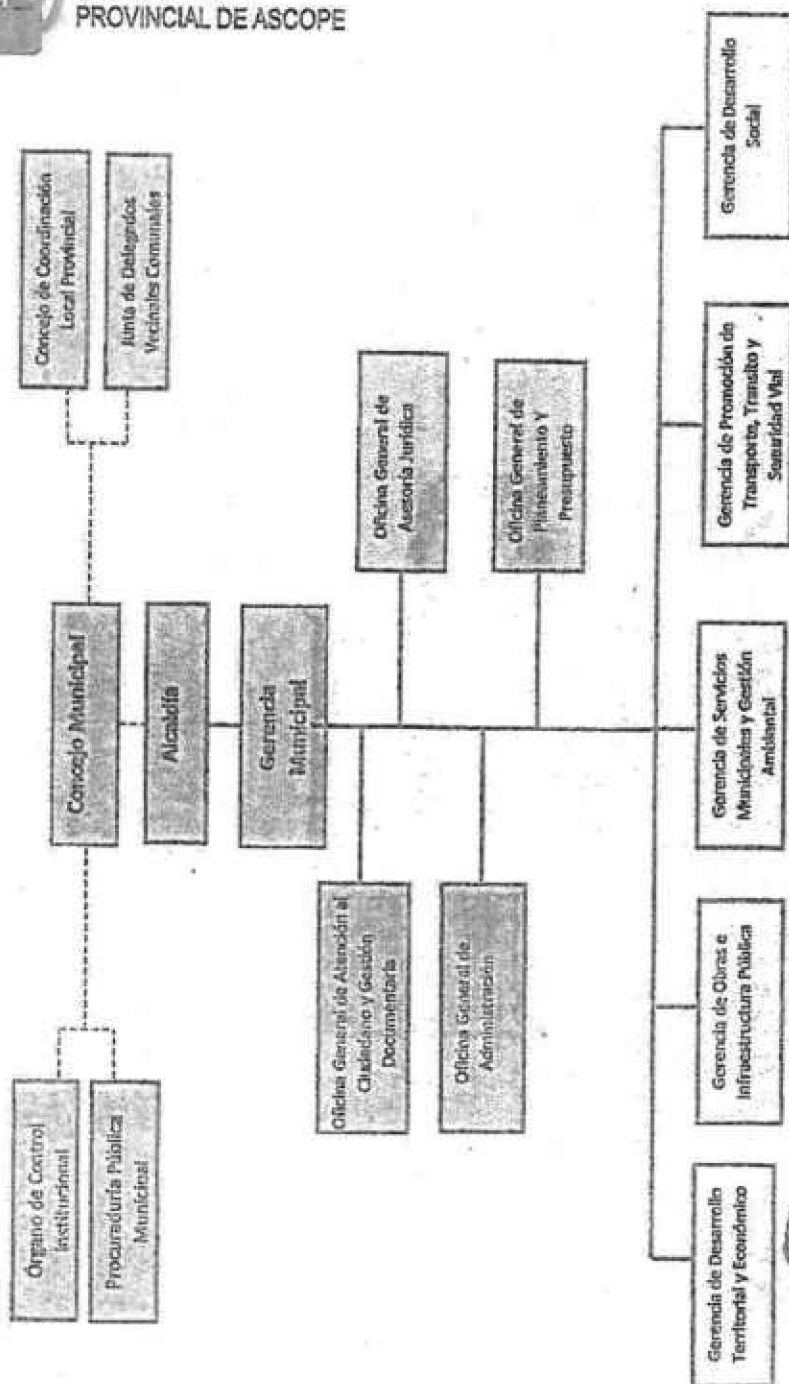 PROVINCIAL DE ASCOPE
Concejo de Coordinación
Local Provincial
Junta de Delegados
Vecinales Comunales
Órgano de Control
Institucional
Procuraduría Pública
Municipal
Concejo Municipal
Alcaldía
Gerencia
Municipal
Oficina General de Atención al
Ciudadano y Gestión
Documentaria
Oficina General de
Administración
Oficina General de
Asesoría Jurídica
Oficina General de
Planeamiento Y
Presupuesto
Gerencia de Desarrollo
Territorial y Económico
Gerencia de Obras e
Infraestructura Pública
Gerencia de Servicios
Municipales y Gestión
Ambiental
Gerencia de Promoción de
Transporte, Transito y
Seguridad Vial
Gerencia de Desarrollo
Social